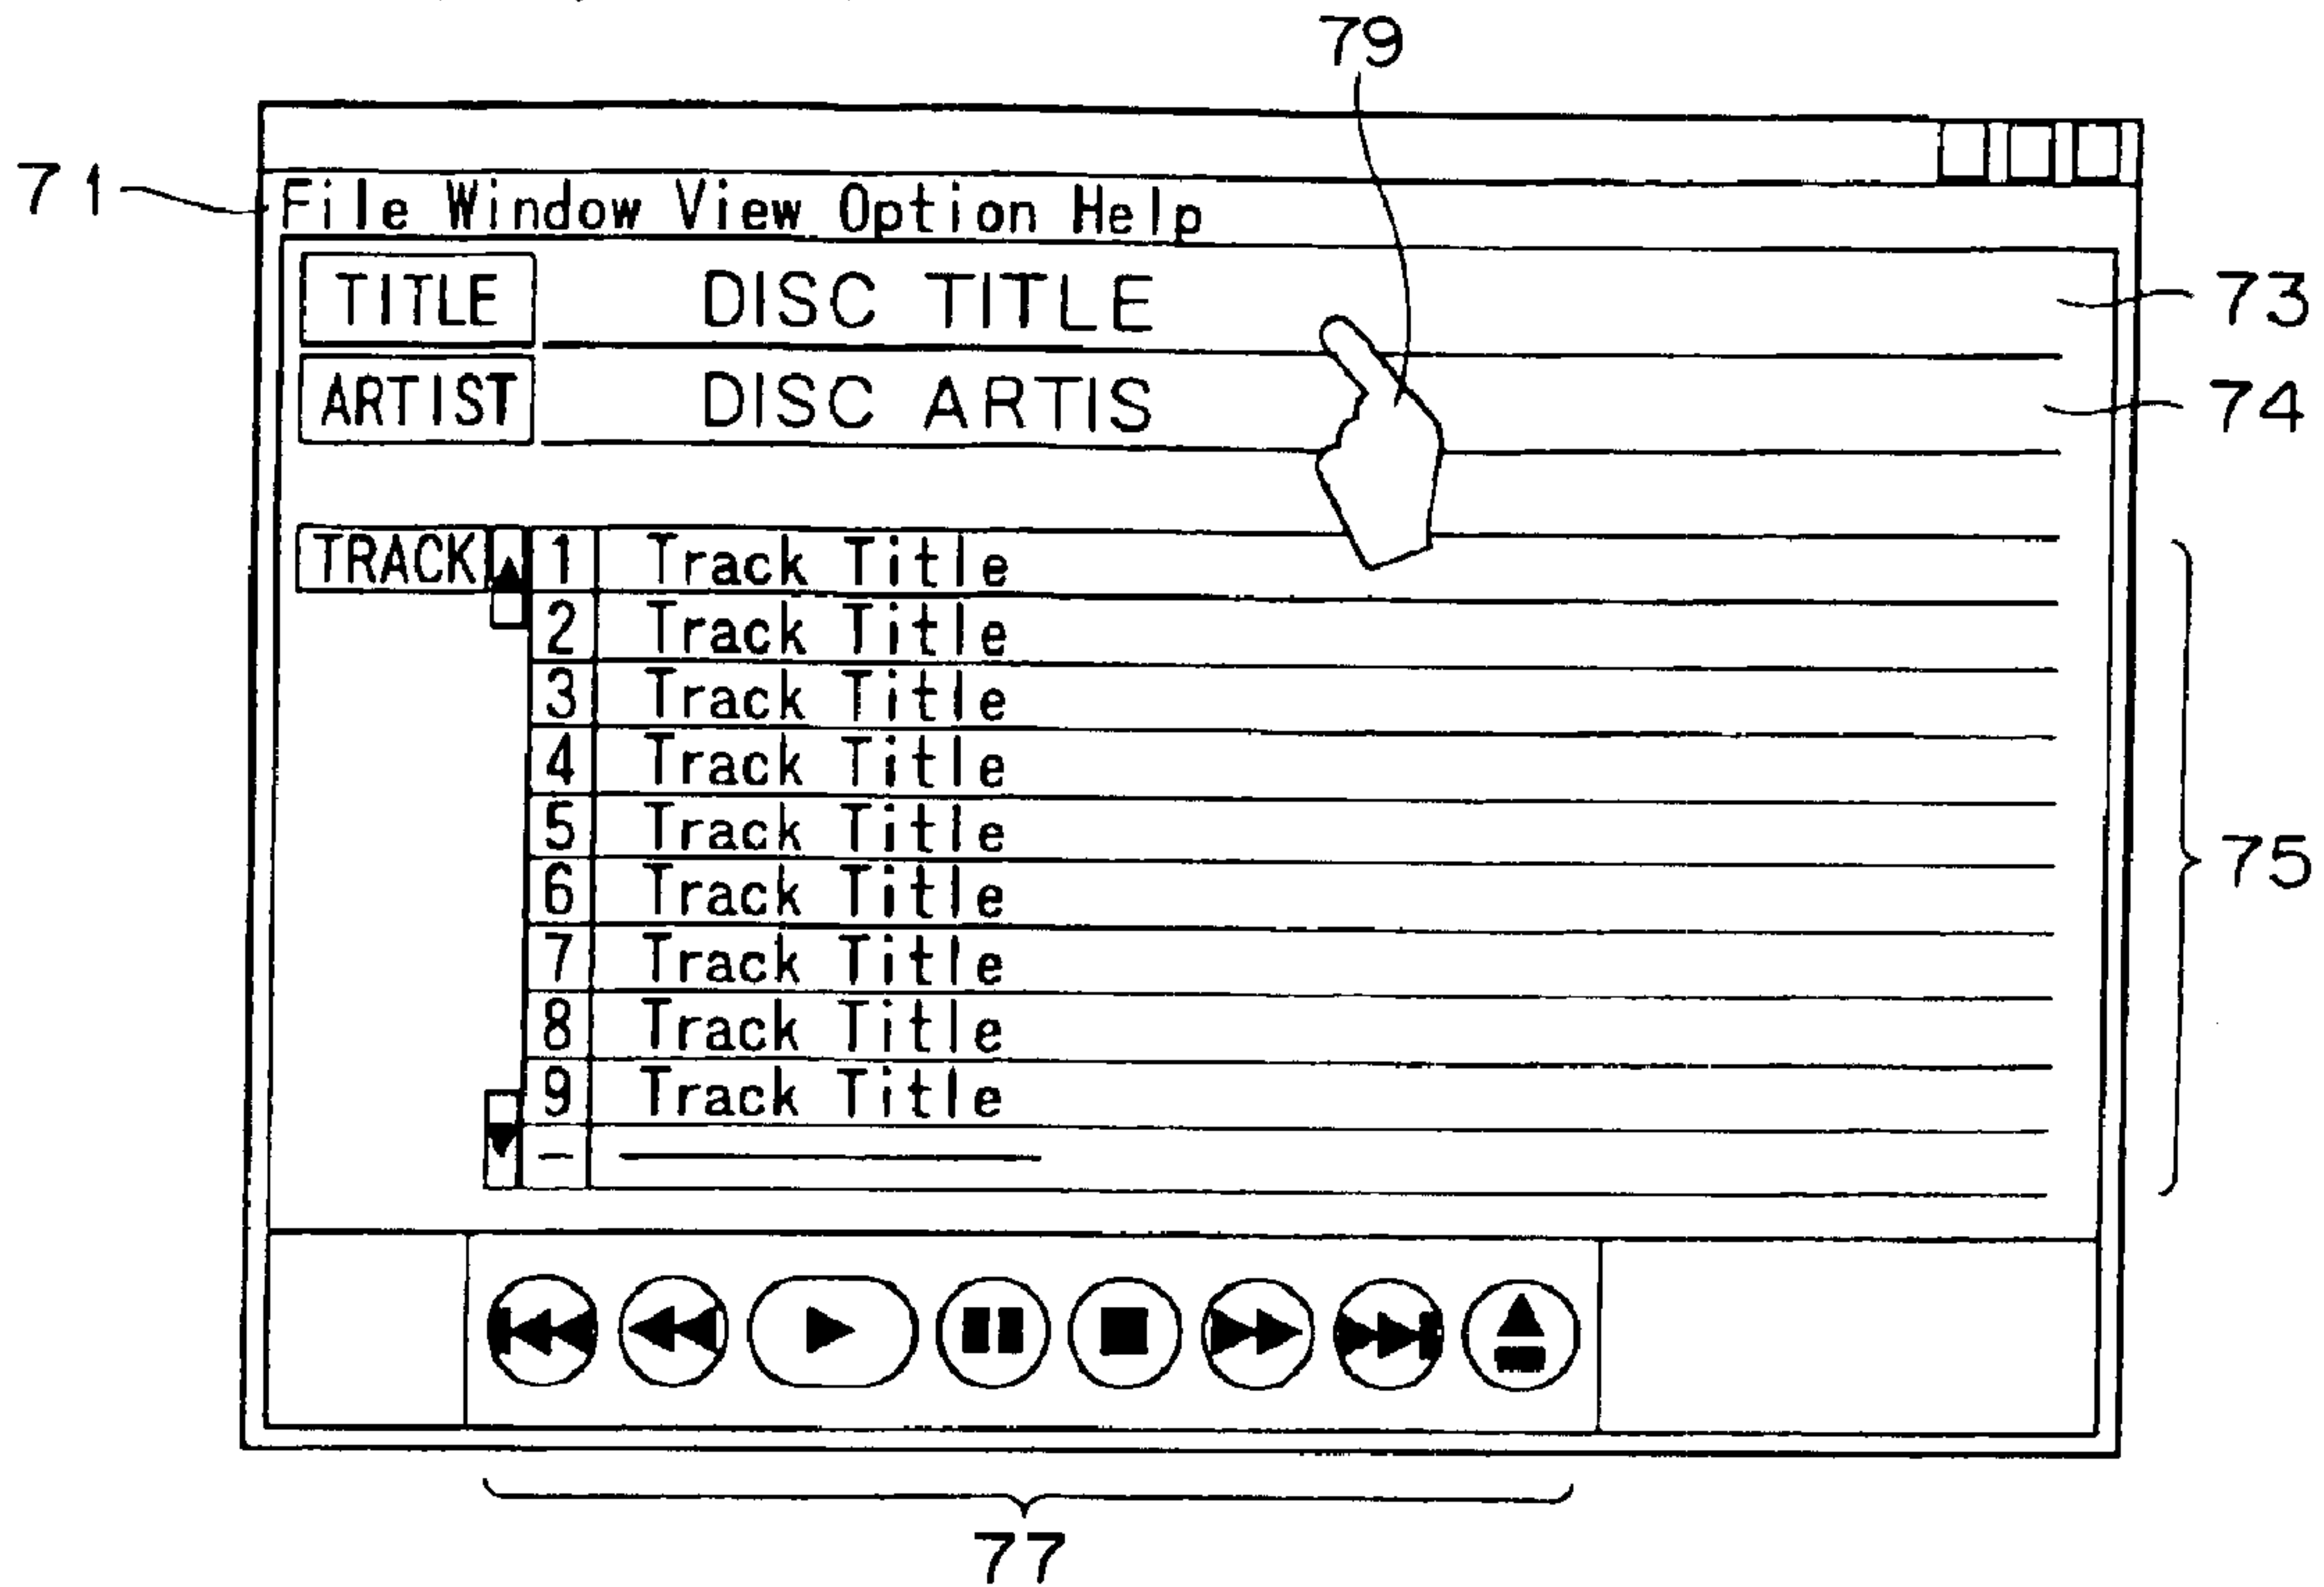 79
71 File Window View Option Help
TITLE DISC TITLE 73
ARTIST DISC ARTIS 74
TRACK 1 Track Title
2 Track Title
3 Track Title
4 Track Title
5 Track Title
75
6 Track Title
7 Track Title
8 Track Title
9 Track Title
77